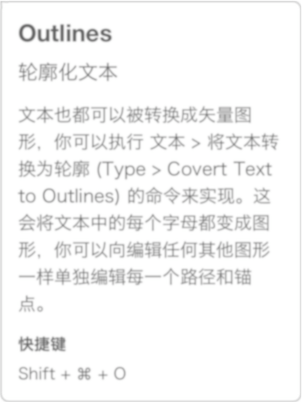 Outlines
轮廓化文本
文本也都可以被转换成矢量图
形，你可以执行 文本 > 将文本转
换为轮廓 (Type > Covert Text
to Outlines) 的命令来实现。这
会将文本中的每个字母都变成图
形，你可以向编辑任何其他图形
一样单独编辑每一个路径和锚
点。
快捷键
Shift + ⌘ + O